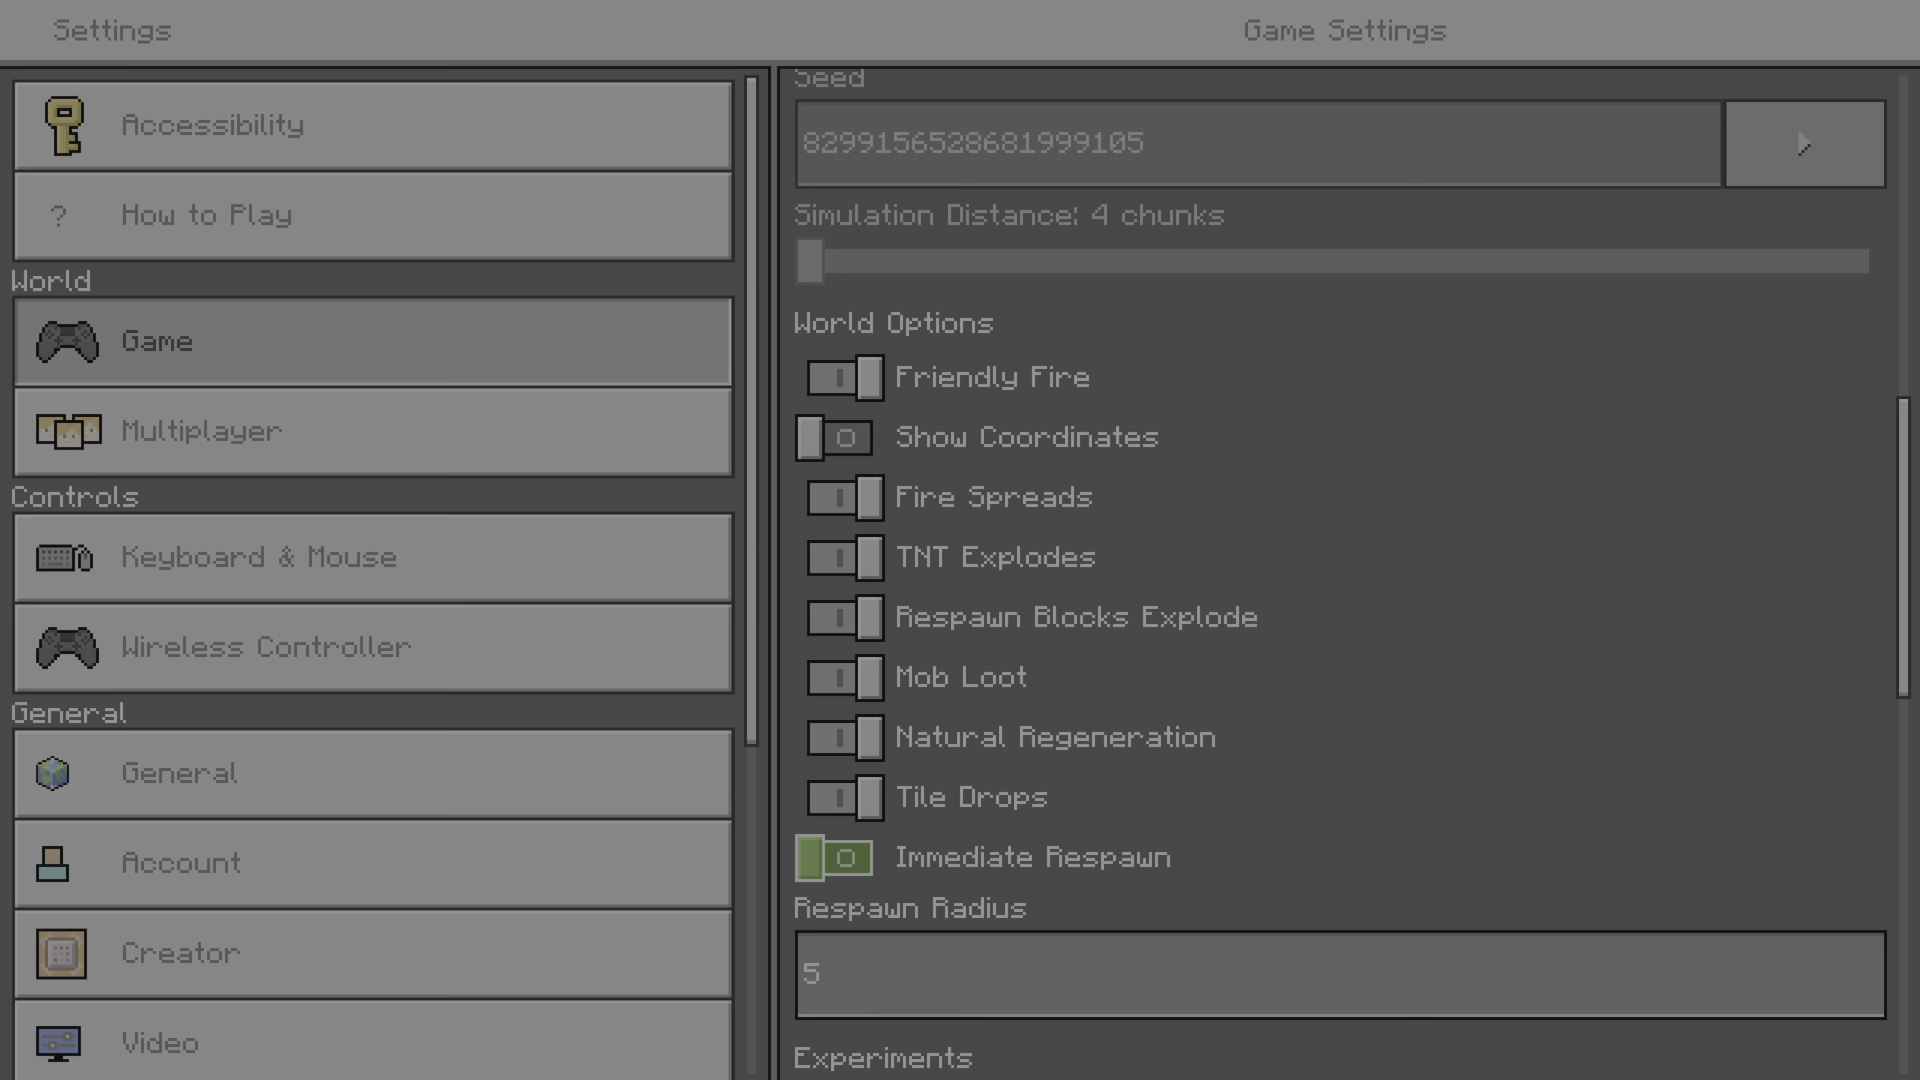 Settings
Game Settings
Accessibility
? How to Play
World
Game
Multiplayer
Controls
Keyboard & Mouse
Wireless Controller
General
General
Account
Creator
Video
Seed
8299156528681999105
Simulation Distance: 4 chunks
World Options
Friendly Fire
Show Coordinates
Fire Spreads
TNT Explodes
Respawn Blocks Explode
Mob Loot
Natural Regeneration
Tile Drops
Immediate Respawn
Respawn Radius
5
Experiments